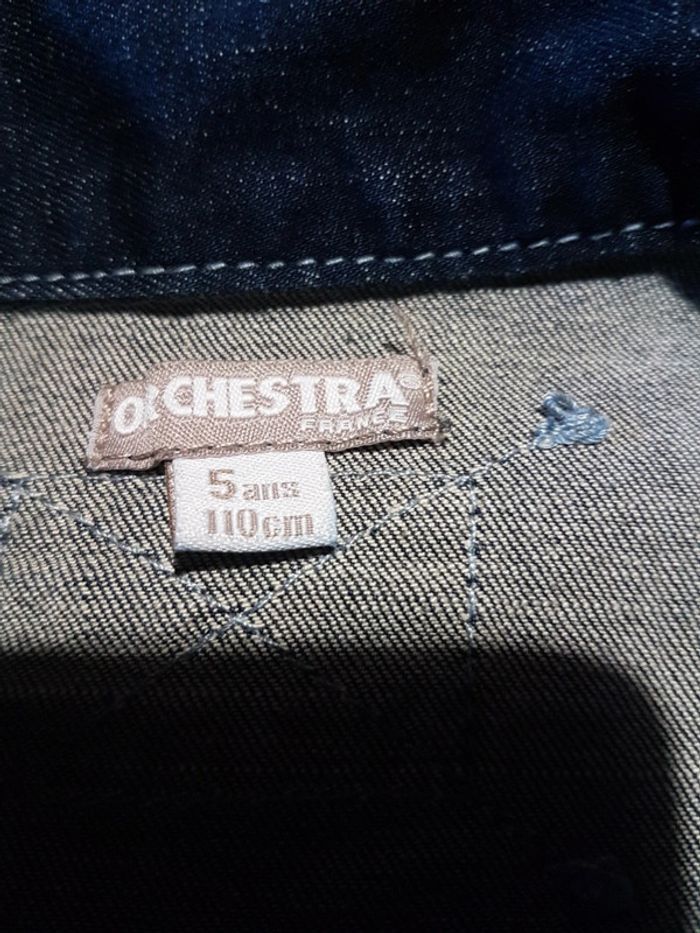 ORCHESTRA
FRANCE
5 ans
110cm